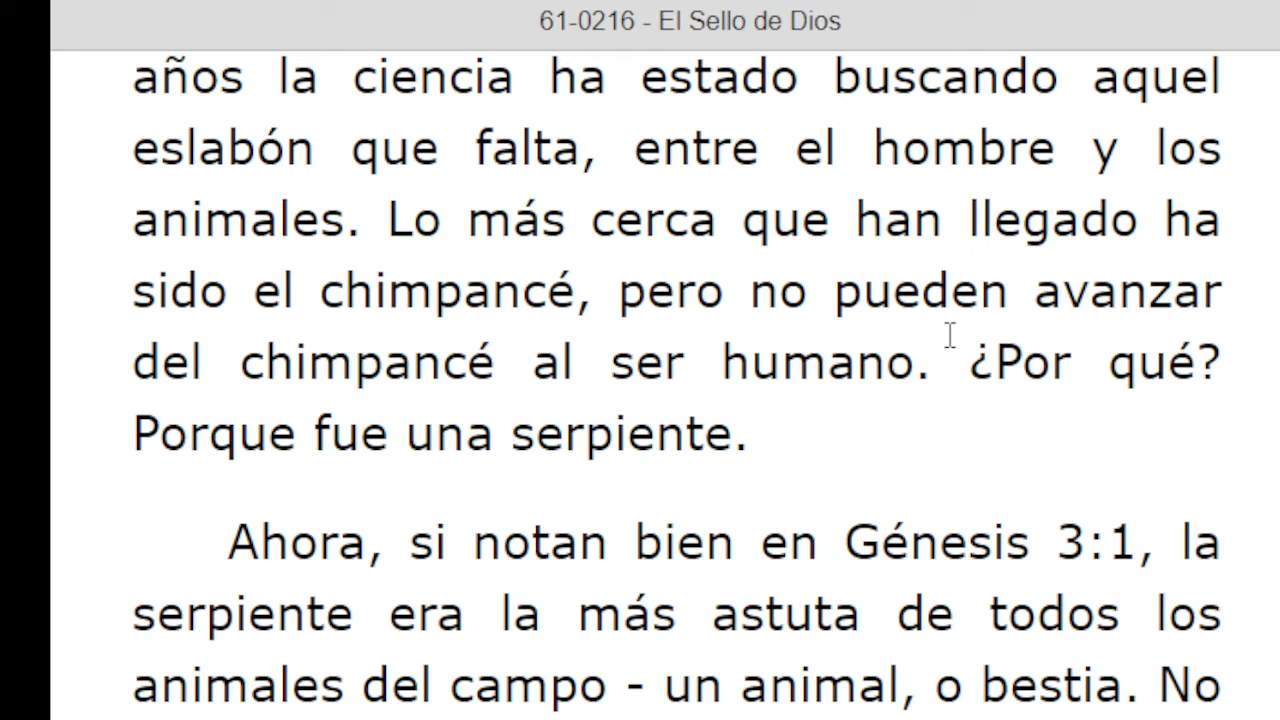 61-0216 - El Sello de Dios
años la ciencia ha estado buscando aquel
eslabón que falta, entre el hombre y los
animales. Lo más cerca que han llegado ha
sido el chimpancé, pero no pueden avanzar
del chimpancé al ser humano. ¿Por qué?
Porque fue una serpiente.
Ahora, si notan bien en Génesis 3:1, la
serpiente era la más astuta de todos los
animales del campo - un animal, o bestia. No